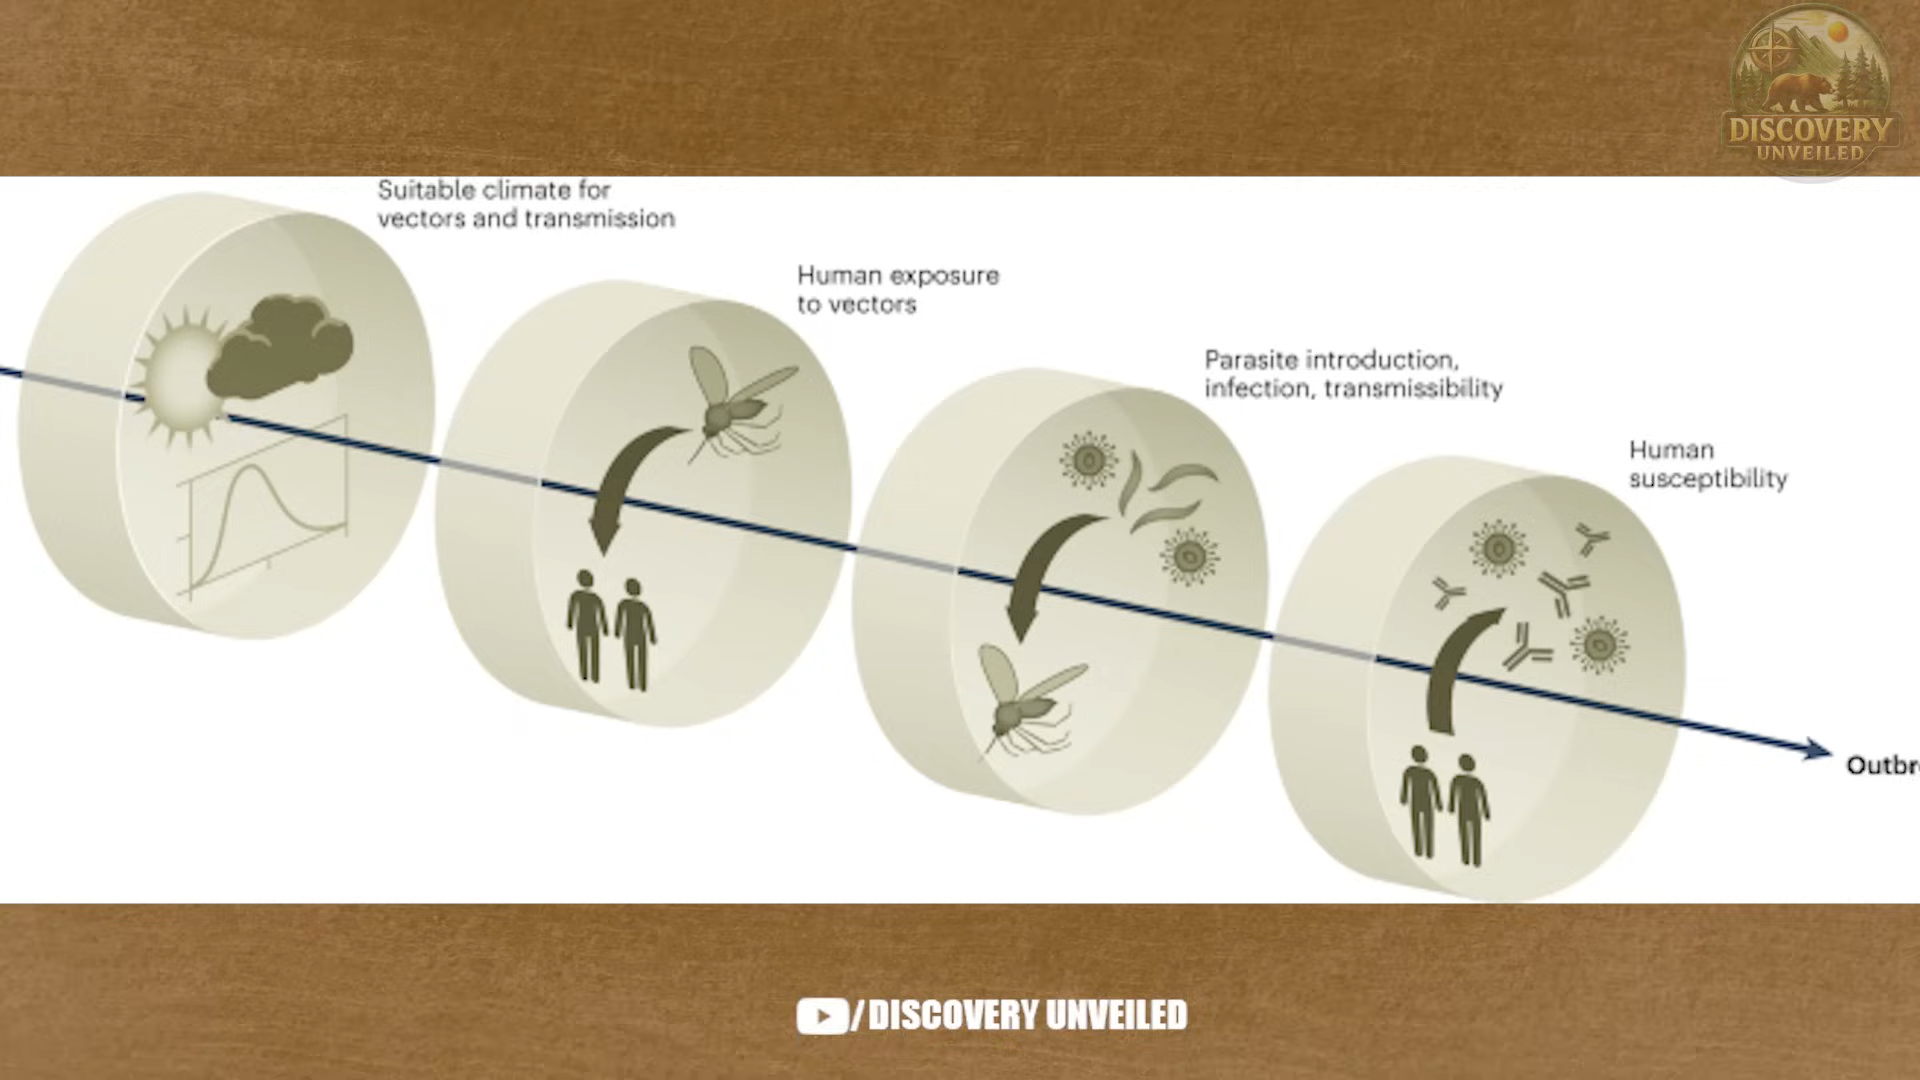 DISCOVERY
UNVEILED
Suitable climate for
vectors and transmission
Human exposure
to vectors
Parasite introduction,
infection, transmissibility
Human
susceptibility
Outbr
/DISCOVERY UNVEILED